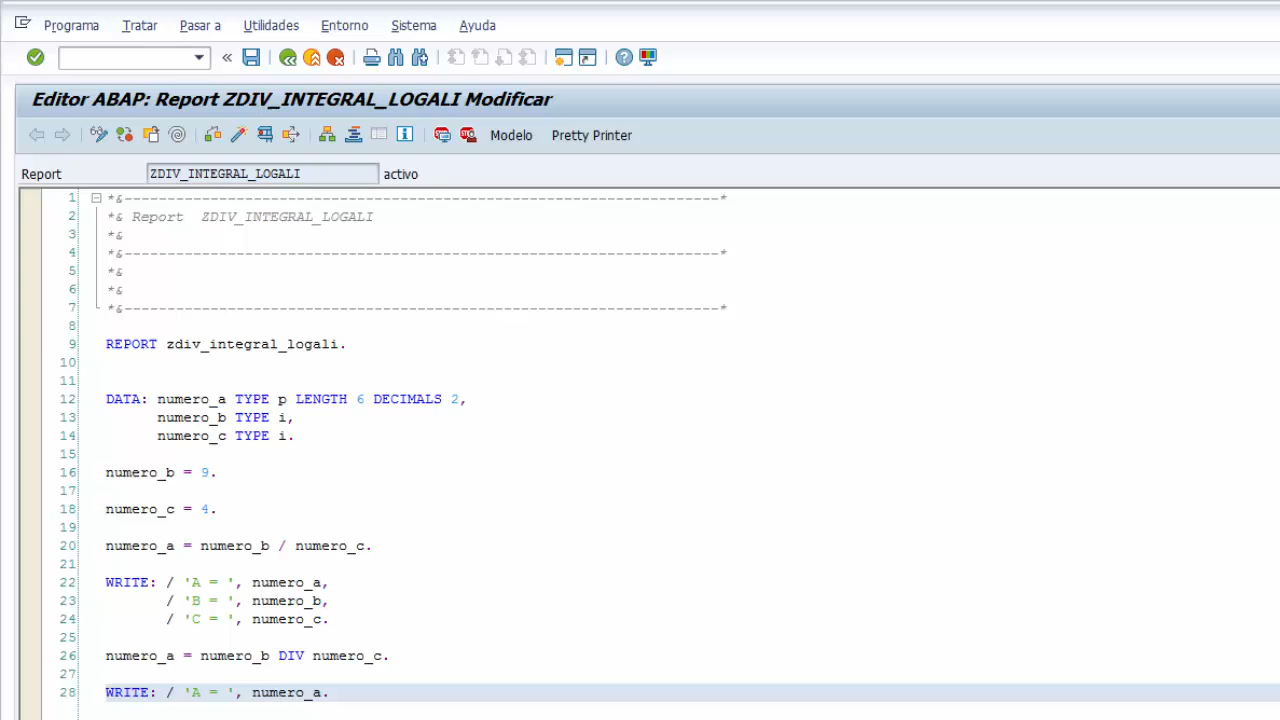 Programa Tratar Pasar a Utilidades Entorno Sistema Ayuda
Editor ABAP: Report ZDIV_INTEGRAL_LOGALI Modificar
Modelo Pretty Printer
Report ZDIV_INTEGRAL_LOGALI activo
1 *&---------------------------------------------------------------------*
2 *& Report  ZDIV_INTEGRAL_LOGALI
3 *&
4 *&---------------------------------------------------------------------*
5 *&
6 *&
7 *&---------------------------------------------------------------------*
8
9 REPORT zdiv_integral_logali.
10
11
12 DATA: numero_a TYPE p LENGTH 6 DECIMALS 2,
13       numero_b TYPE i,
14       numero_c TYPE i.
15
16 numero_b = 9.
17
18 numero_c = 4.
19
20 numero_a = numero_b / numero_c.
21
22 WRITE: / 'A = ', numero_a,
23        / 'B = ', numero_b,
24        / 'C = ', numero_c.
25
26 numero_a = numero_b DIV numero_c.
27
28 WRITE: / 'A = ', numero_a.